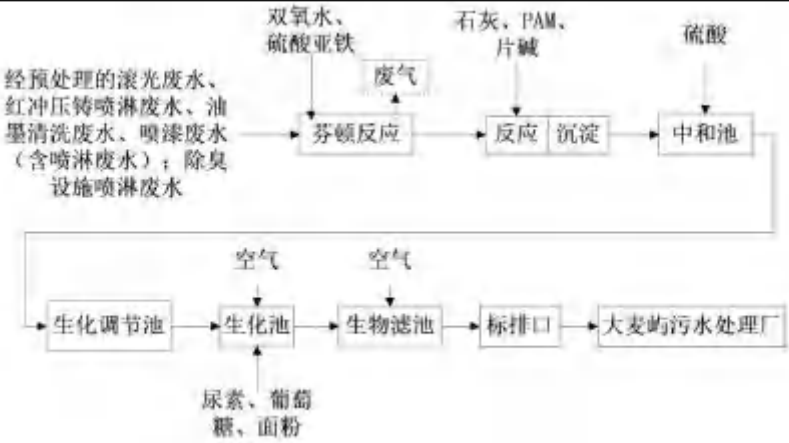 双氧水、
硫酸亚铁
石灰、PAM、
片碱
硫酸
废气
经预处理的滚光废水、
红冲压铸喷淋废水、油
墨清洗废水、喷漆废水
（含喷淋废水）；除臭
设施喷淋废水
芬顿反应
反应
沉淀
中和池
空气
空气
生化调节池
生化池
生物滤池
标排口
大麦屿污水处理厂
尿素、葡萄
糖、面粉